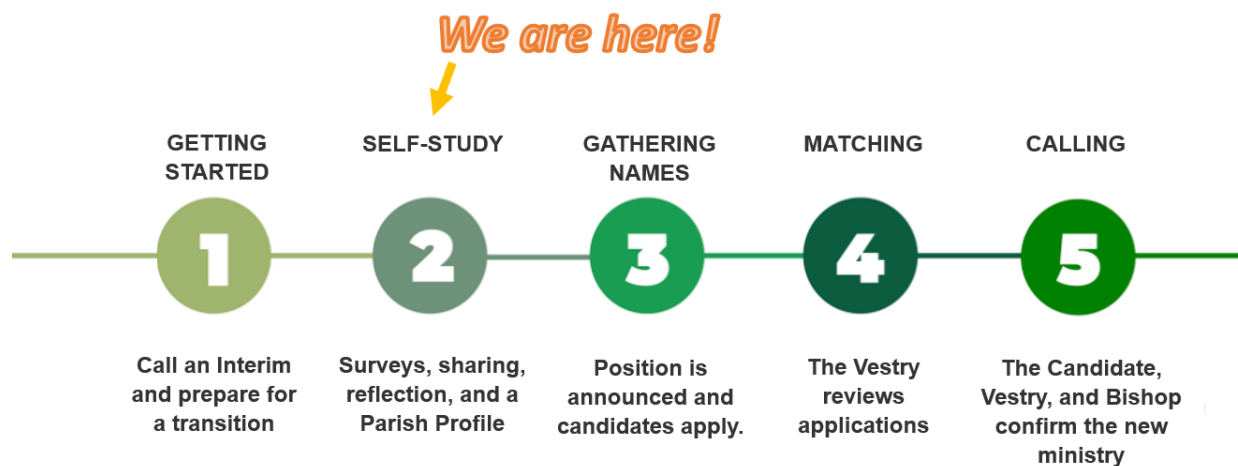 We are here!
GETTING
STARTED
SELF-STUDY
GATHERING
NAMES
MATCHING
CALLING
1
2
3
4
5
Call an Interim
and prepare for
a transition
Surveys, sharing,
reflection, and a
Parish Profile
Position is
announced and
candidates apply.
The Vestry
reviews
applications
The Candidate,
Vestry, and Bishop
confirm the new
ministry